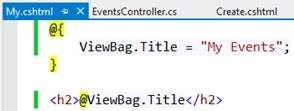 My.cshtml EventsController.cs Create.cshtml
@{
ViewBag.Title = "My Events";
}
<h2>@ViewBag.Title</h2>